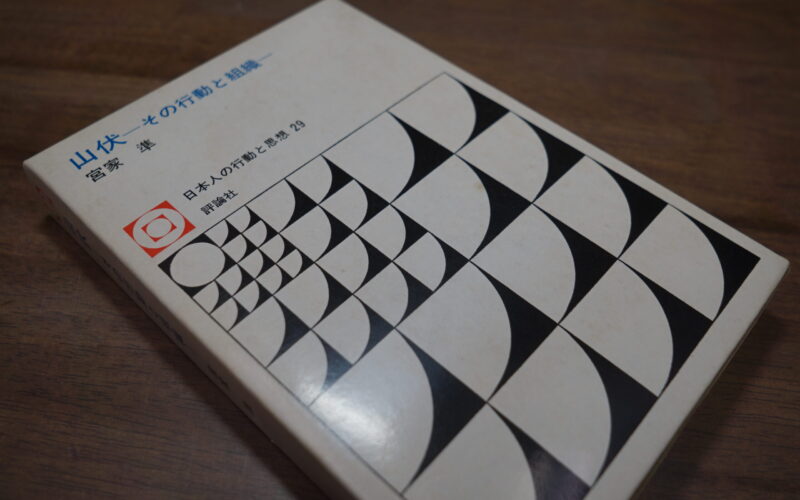 山伏―その行動と組織―
宮家 準
日本人の行動と思想 29
評論社